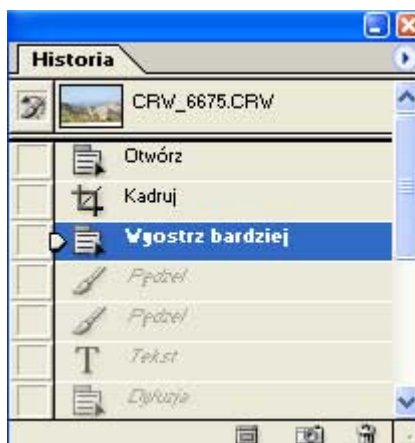 Historia
CRW_6675.CRW
Otwórz
Kadruj
Wyostrz bardziej
Pędzel
Pędzel
Tekst
Dyfuzja